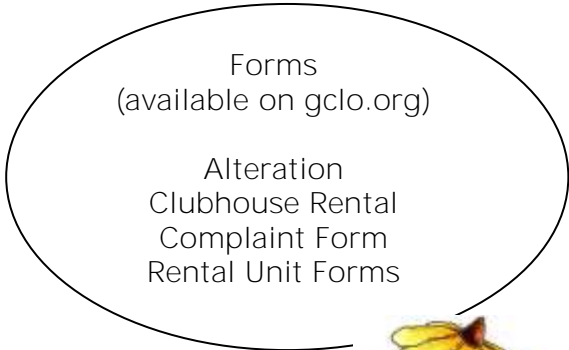 Forms
(available on gclo.org)
Alteration
Clubhouse Rental
Complaint Form
Rental Unit Forms